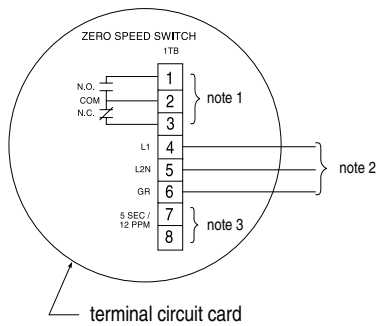 ZERO SPEED SWITCH
1TB
N.O.
COM
N.C.
1
2
3
note 1
L1
4
L2N
5
GR
6
note 2
5 SEC /
12 PPM
7
8
note 3
terminal circuit card